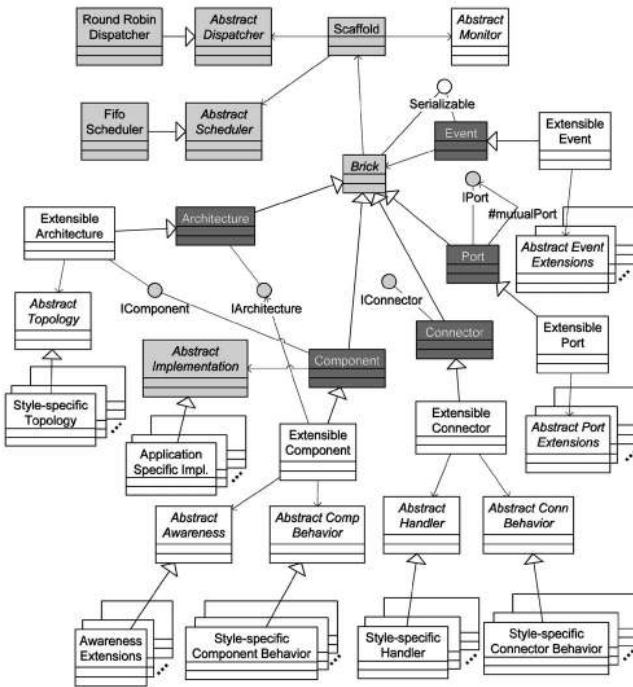 Round Robin
Dispatcher
Abstract
Dispatcher
Scaffold
Abstract
Monitor
Fifo
Scheduler
Abstract
Scheduler
Serializable
Event
Extensible
Event
Brick
IPort
#mutualPort
Extensible
Architecture
Architecture
Port
Abstract Event
Extensions
IComponent
IArchitecture
IConnector
Abstract
Topology
Connector
Extensible
Port
Abstract
Implementation
Component
Style-specific
Topology
Application
Specific Impl.
Extensible
Component
Extensible
Connector
Abstract Port
Extensions
Abstract
Awareness
Abstract Comp
Behavior
Abstract
Handler
Abstract Conn
Behavior
Awareness
Extensions
Style-specific
Component Behavior
Style-specific
Handler
Style-specific
Connector Behavior